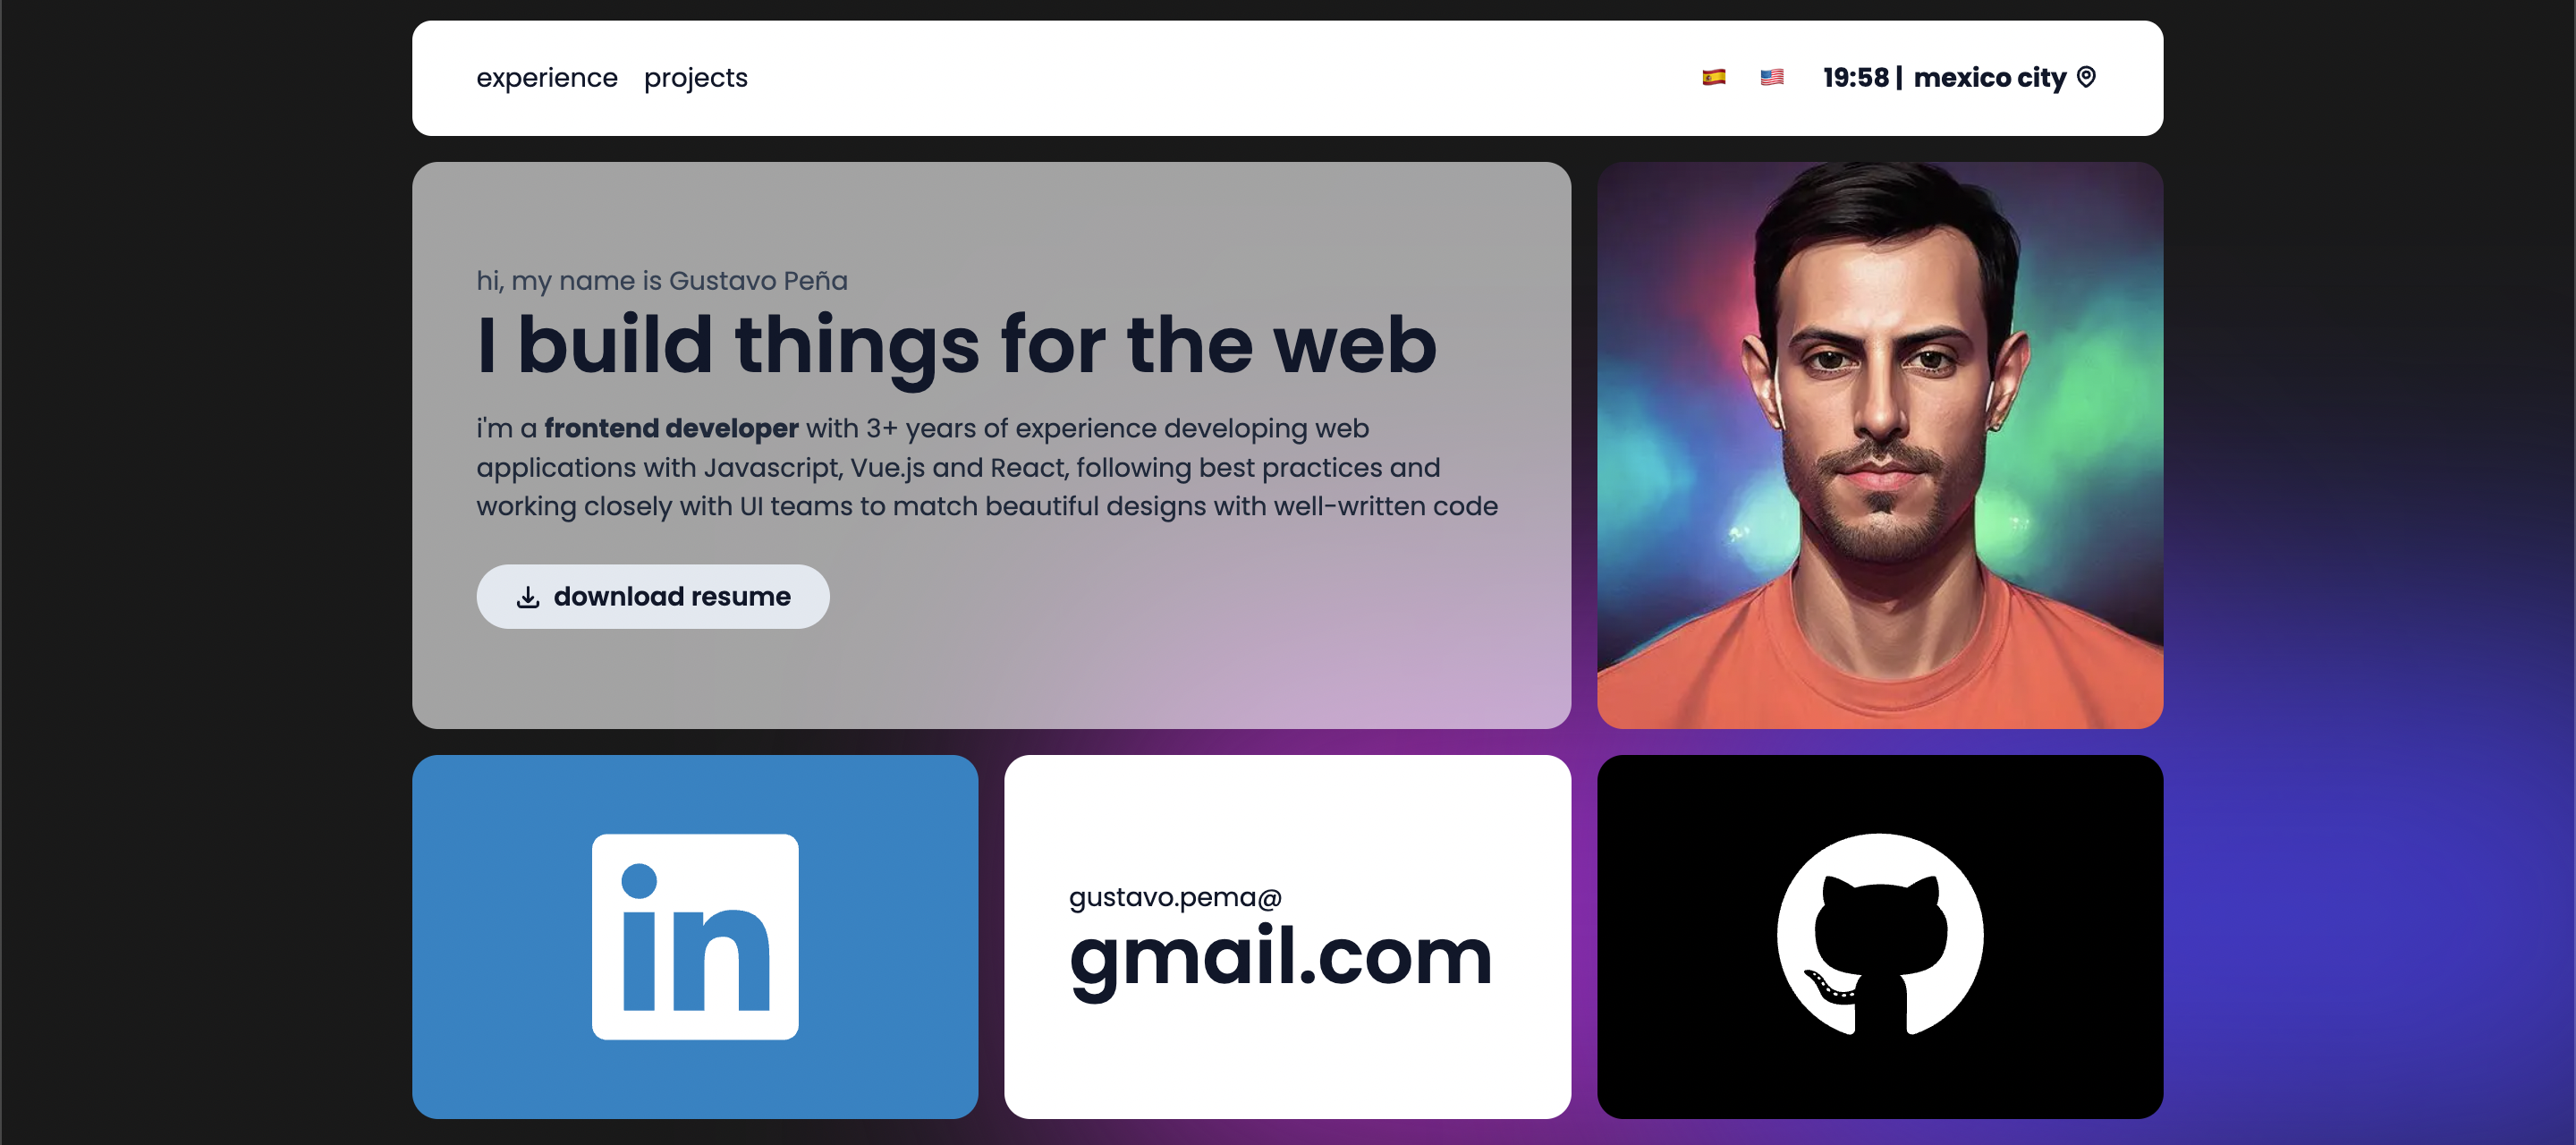 experience projects
19:58 | mexico city
hi, my name is Gustavo Peña
I build things for the web
i'm a frontend developer with 3+ years of experience developing web
applications with Javascript, Vue.js and React, following best practices and
working closely with UI teams to match beautiful designs with well-written code
download resume
in
gustavo.pema@
gmail.com